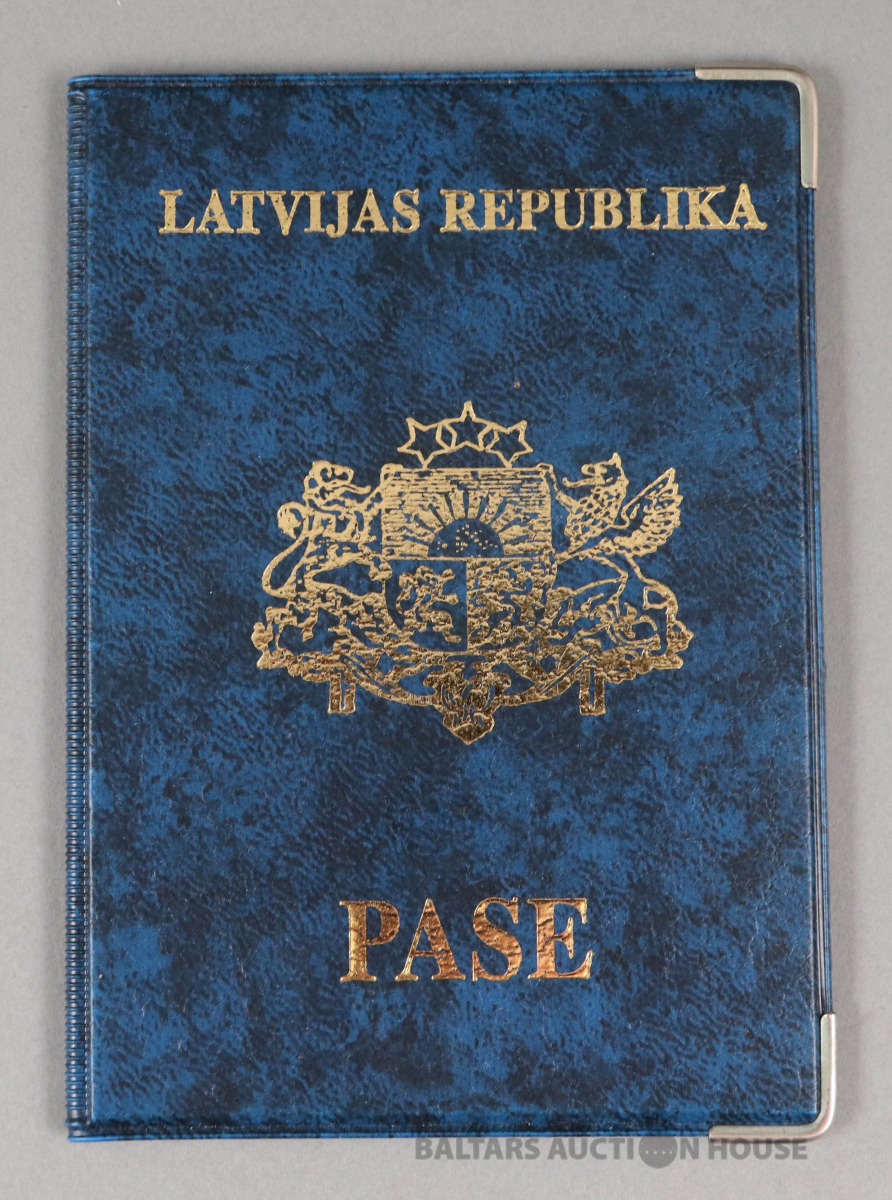 LATVIJAS REPUBLIKA
PASE
BALTARS AUCTION HOUSE